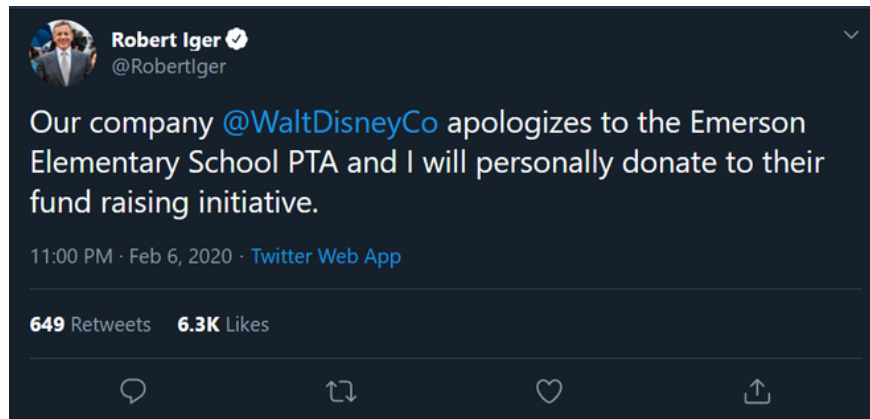 Robert Iger
@RobertIger
Our company @WaltDisneyCo apologizes to the Emerson
Elementary School PTA and I will personally donate to their
fund raising initiative.
11:00 PM · Feb 6, 2020 · Twitter Web App
649 Retweets 6.3K Likes